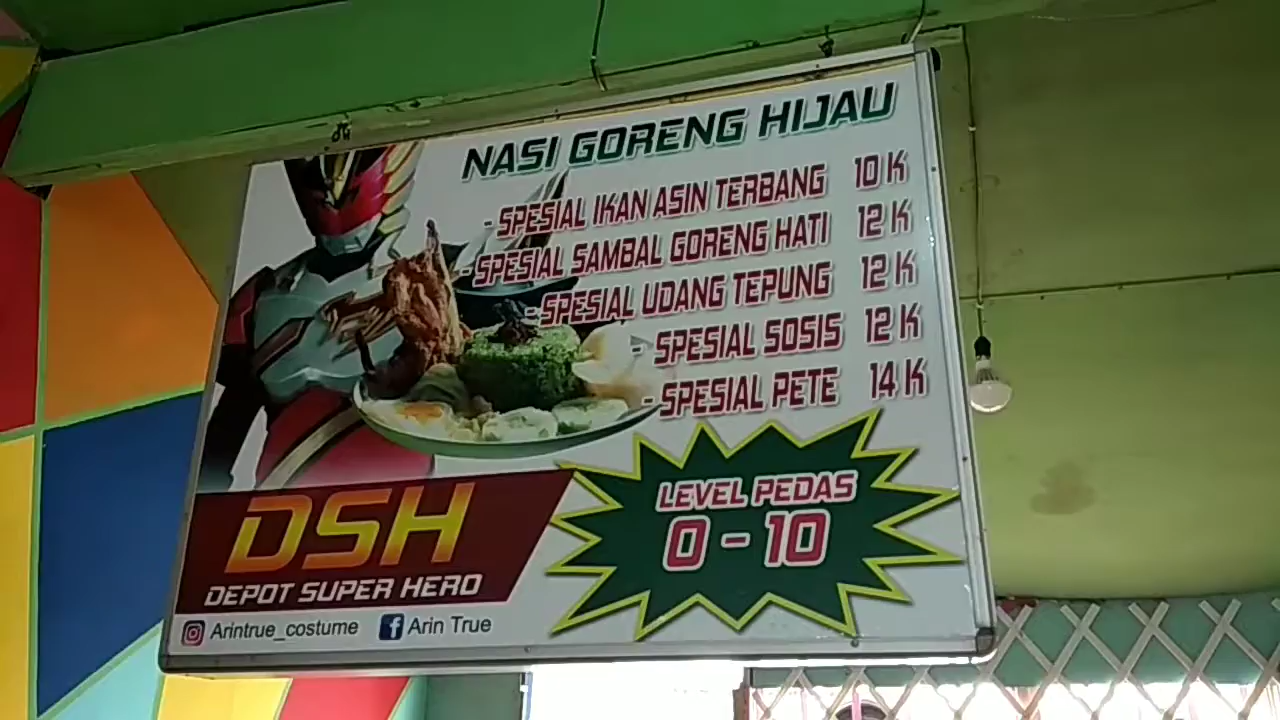 NASI GORENG HIJAU
- SPESIAL IKAN ASIN TERBANG 10 K
- SPESIAL SAMBAL GORENG HATI 12 K
- SPESIAL UDANG TEPUNG 12 K
- SPESIAL SOSIS 12 K
- SPESIAL PETE 14 K
LEVEL PEDAS
0 - 10
DSH
DEPOT SUPER HERO
Arintrue_costume Arin True